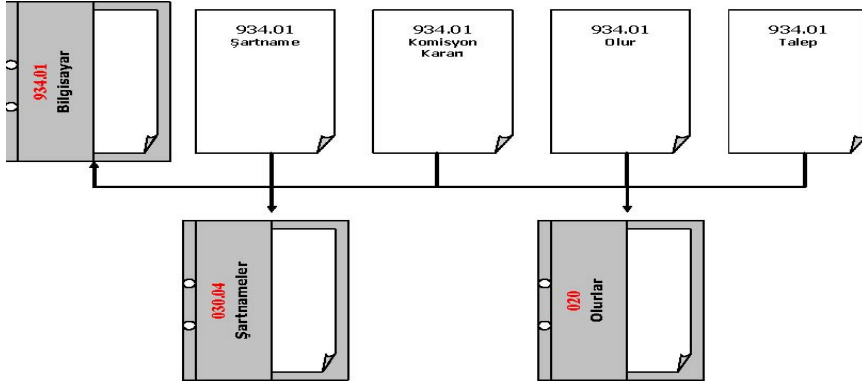 934.01
Bilgisayar
934.01
Şartname
934.01
Komisyon
Kararı
934.01
Olur
934.01
Talep
030.04
Şartnameler
020
Olurlar